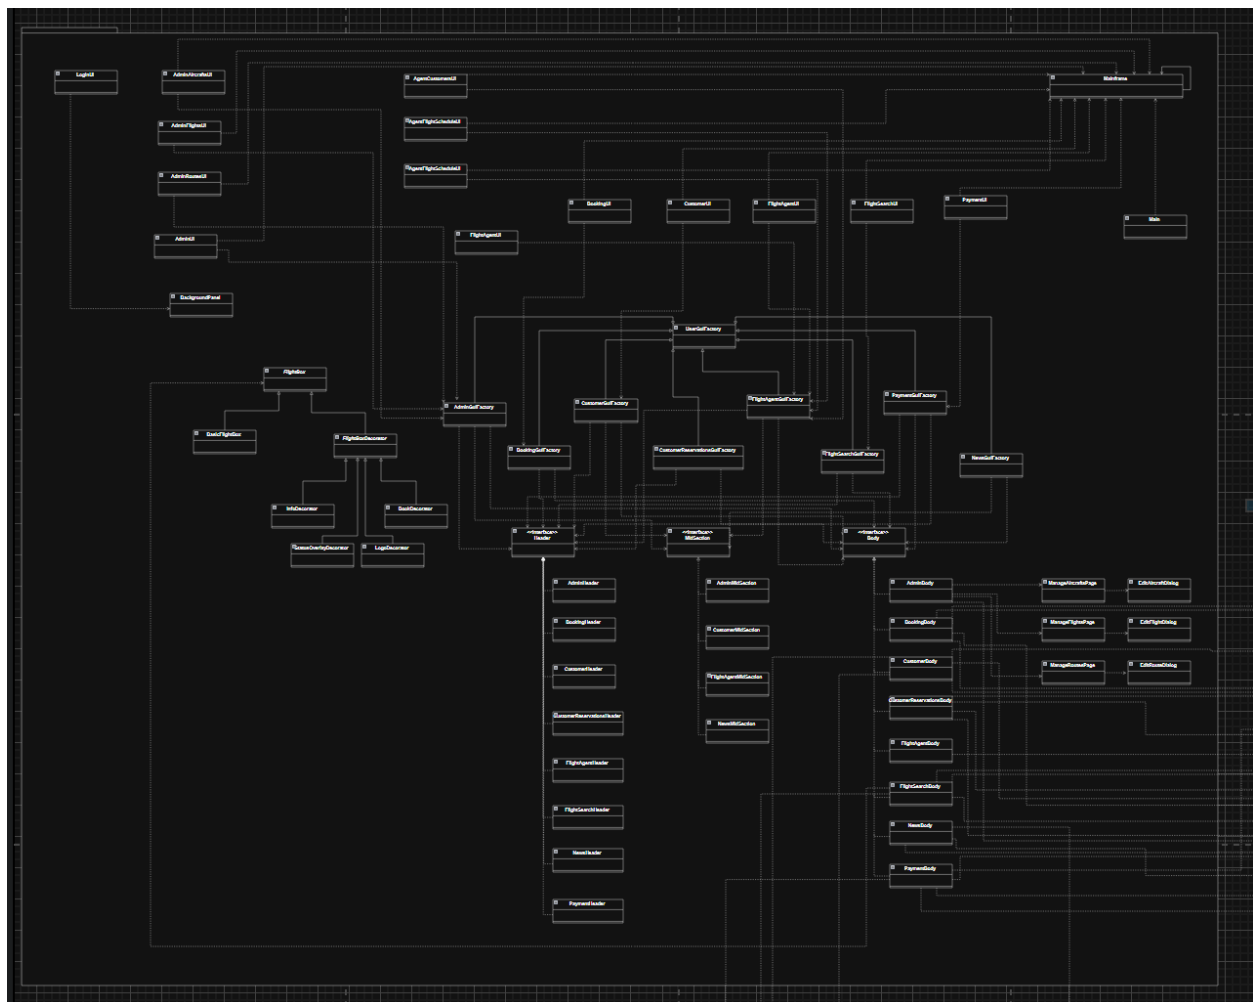 LoginUI
AdminAircraftsUI
AgentCustomerUI
Mainframe
AdminFlightsUI
AgentFlightScheduleUI
AdminRoutesUI
AgentFlightScheduleUI
BookingUI
CustomerUI
FlightAgentUI
FlightSearchUI
PaymentUI
Main
AdminUI
FlightAgentUI
BackgroundPanel
UserGuiFactory
FlightBox
AdminGuiFactory
CustomerGuiFactory
FlightAgentGuiFactory
PaymentGuiFactory
BasicFlightBox
FlightBoxDecorator
BookingGuiFactory
CustomerReservationsGuiFactory
FlightSearchGuiFactory
NewsGuiFactory
InfoDecorator
BookDecorator
LogoDecorator
<<Interface>>
Header
<<Interface>>
MidSection
<<Interface>>
Body
AdminHeader
AdminMidSection
AdminBody
ManageAircraftsPage
EditAircraftDialog
BookingHeader
CustomerMidSection
BookingBody
ManageFlightsPage
EditFlightDialog
CustomerHeader
FlightAgentMidSection
CustomerBody
ManageRoutesPage
EditRouteDialog
CustomerReservationsHeader
NewsMidSection
CustomerReservationsBody
FlightAgentHeader
FlightAgentBody
FlightSearchHeader
FlightSearchBody
NewsHeader
NewsBody
PaymentHeader
PaymentBody